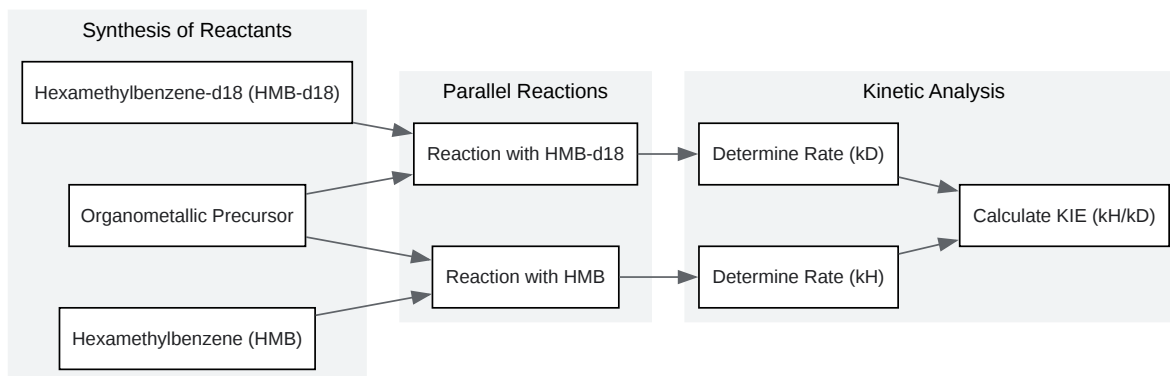 Synthesis of Reactants
Hexamethylbenzene-d18 (HMB-d18)
Organometallic Precursor
Hexamethylbenzene (HMB)
Parallel Reactions
Reaction with HMB-d18
Reaction with HMB
Kinetic Analysis
Determine Rate (kD)
Determine Rate (kH)
Calculate KIE (kH/kD)